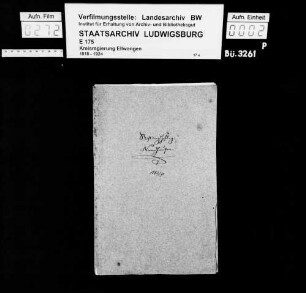 Aufn. Film
0272
Verfilmungsstelle: Landesarchiv BW
Institut für Erhaltung von Archiv- und Bibliotheksgut
STAATSARCHIV LUDWIGSBURG
E 175
Kreisregierung Ellwangen
1818 - 1924
Aufn. Einheit
0002
P
Bü. 3261